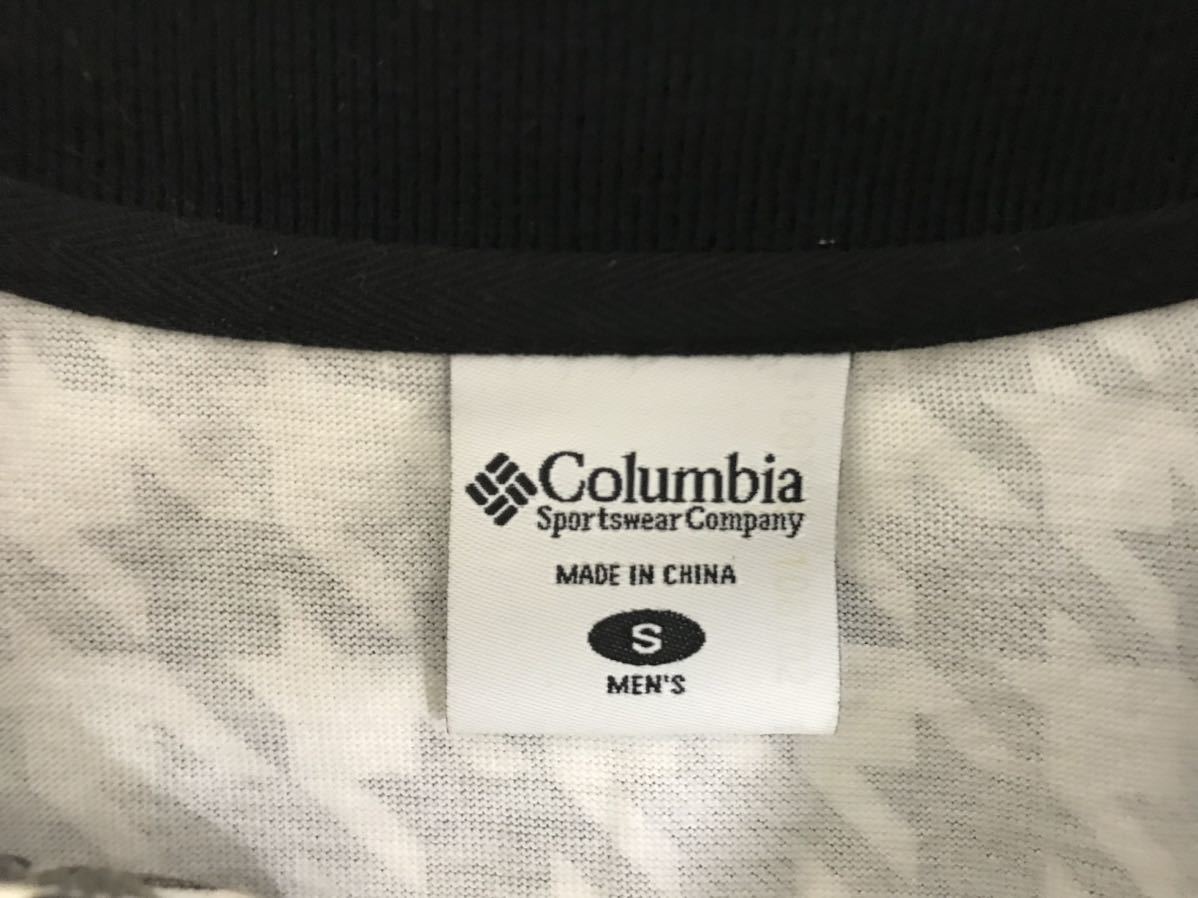 Columbia
Sportswear Company
MADE IN CHINA
S
MEN'S